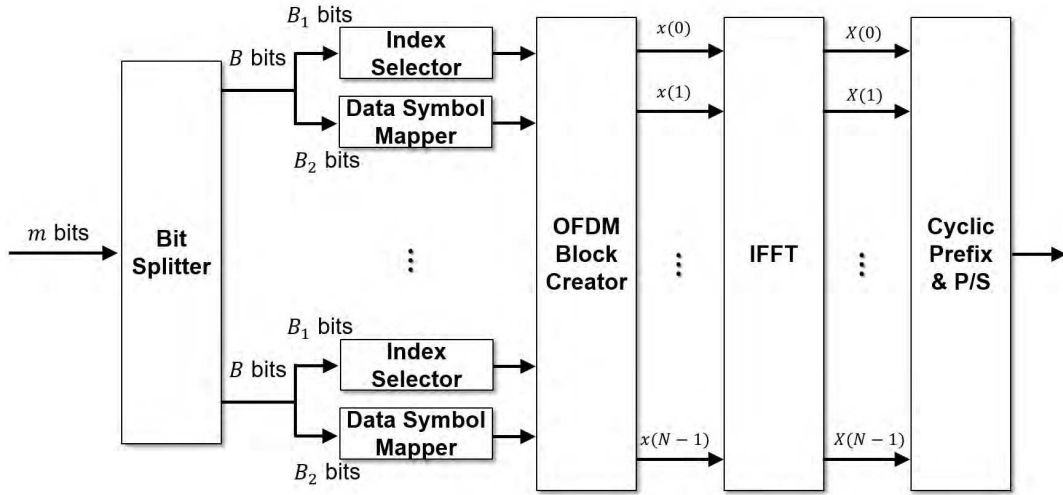 B₁ bits
B bits
Index
Selector
Data Symbol
Mapper
B₂ bits
m bits
Bit
Splitter
⋮
B₁ bits
B bits
Index
Selector
Data Symbol
Mapper
B₂ bits
OFDM
Block
Creator
x(0)
x(1)
⋮
x(N − 1)
IFFT
X(0)
X(1)
⋮
X(N − 1)
Cyclic
Prefix
& P/S